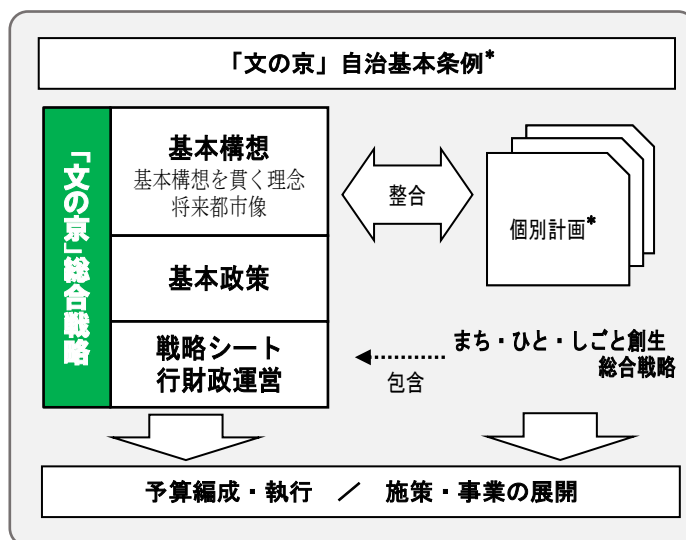 「文の京」自治基本条例*
「文の京」総合戦略
基本構想
基本構想を貫く理念
将来都市像
整合
個別計画*
基本政策
戦略シート
行財政運営
まち・ひと・しごと創生
総合戦略
包含
予算編成・執行 / 施策・事業の展開